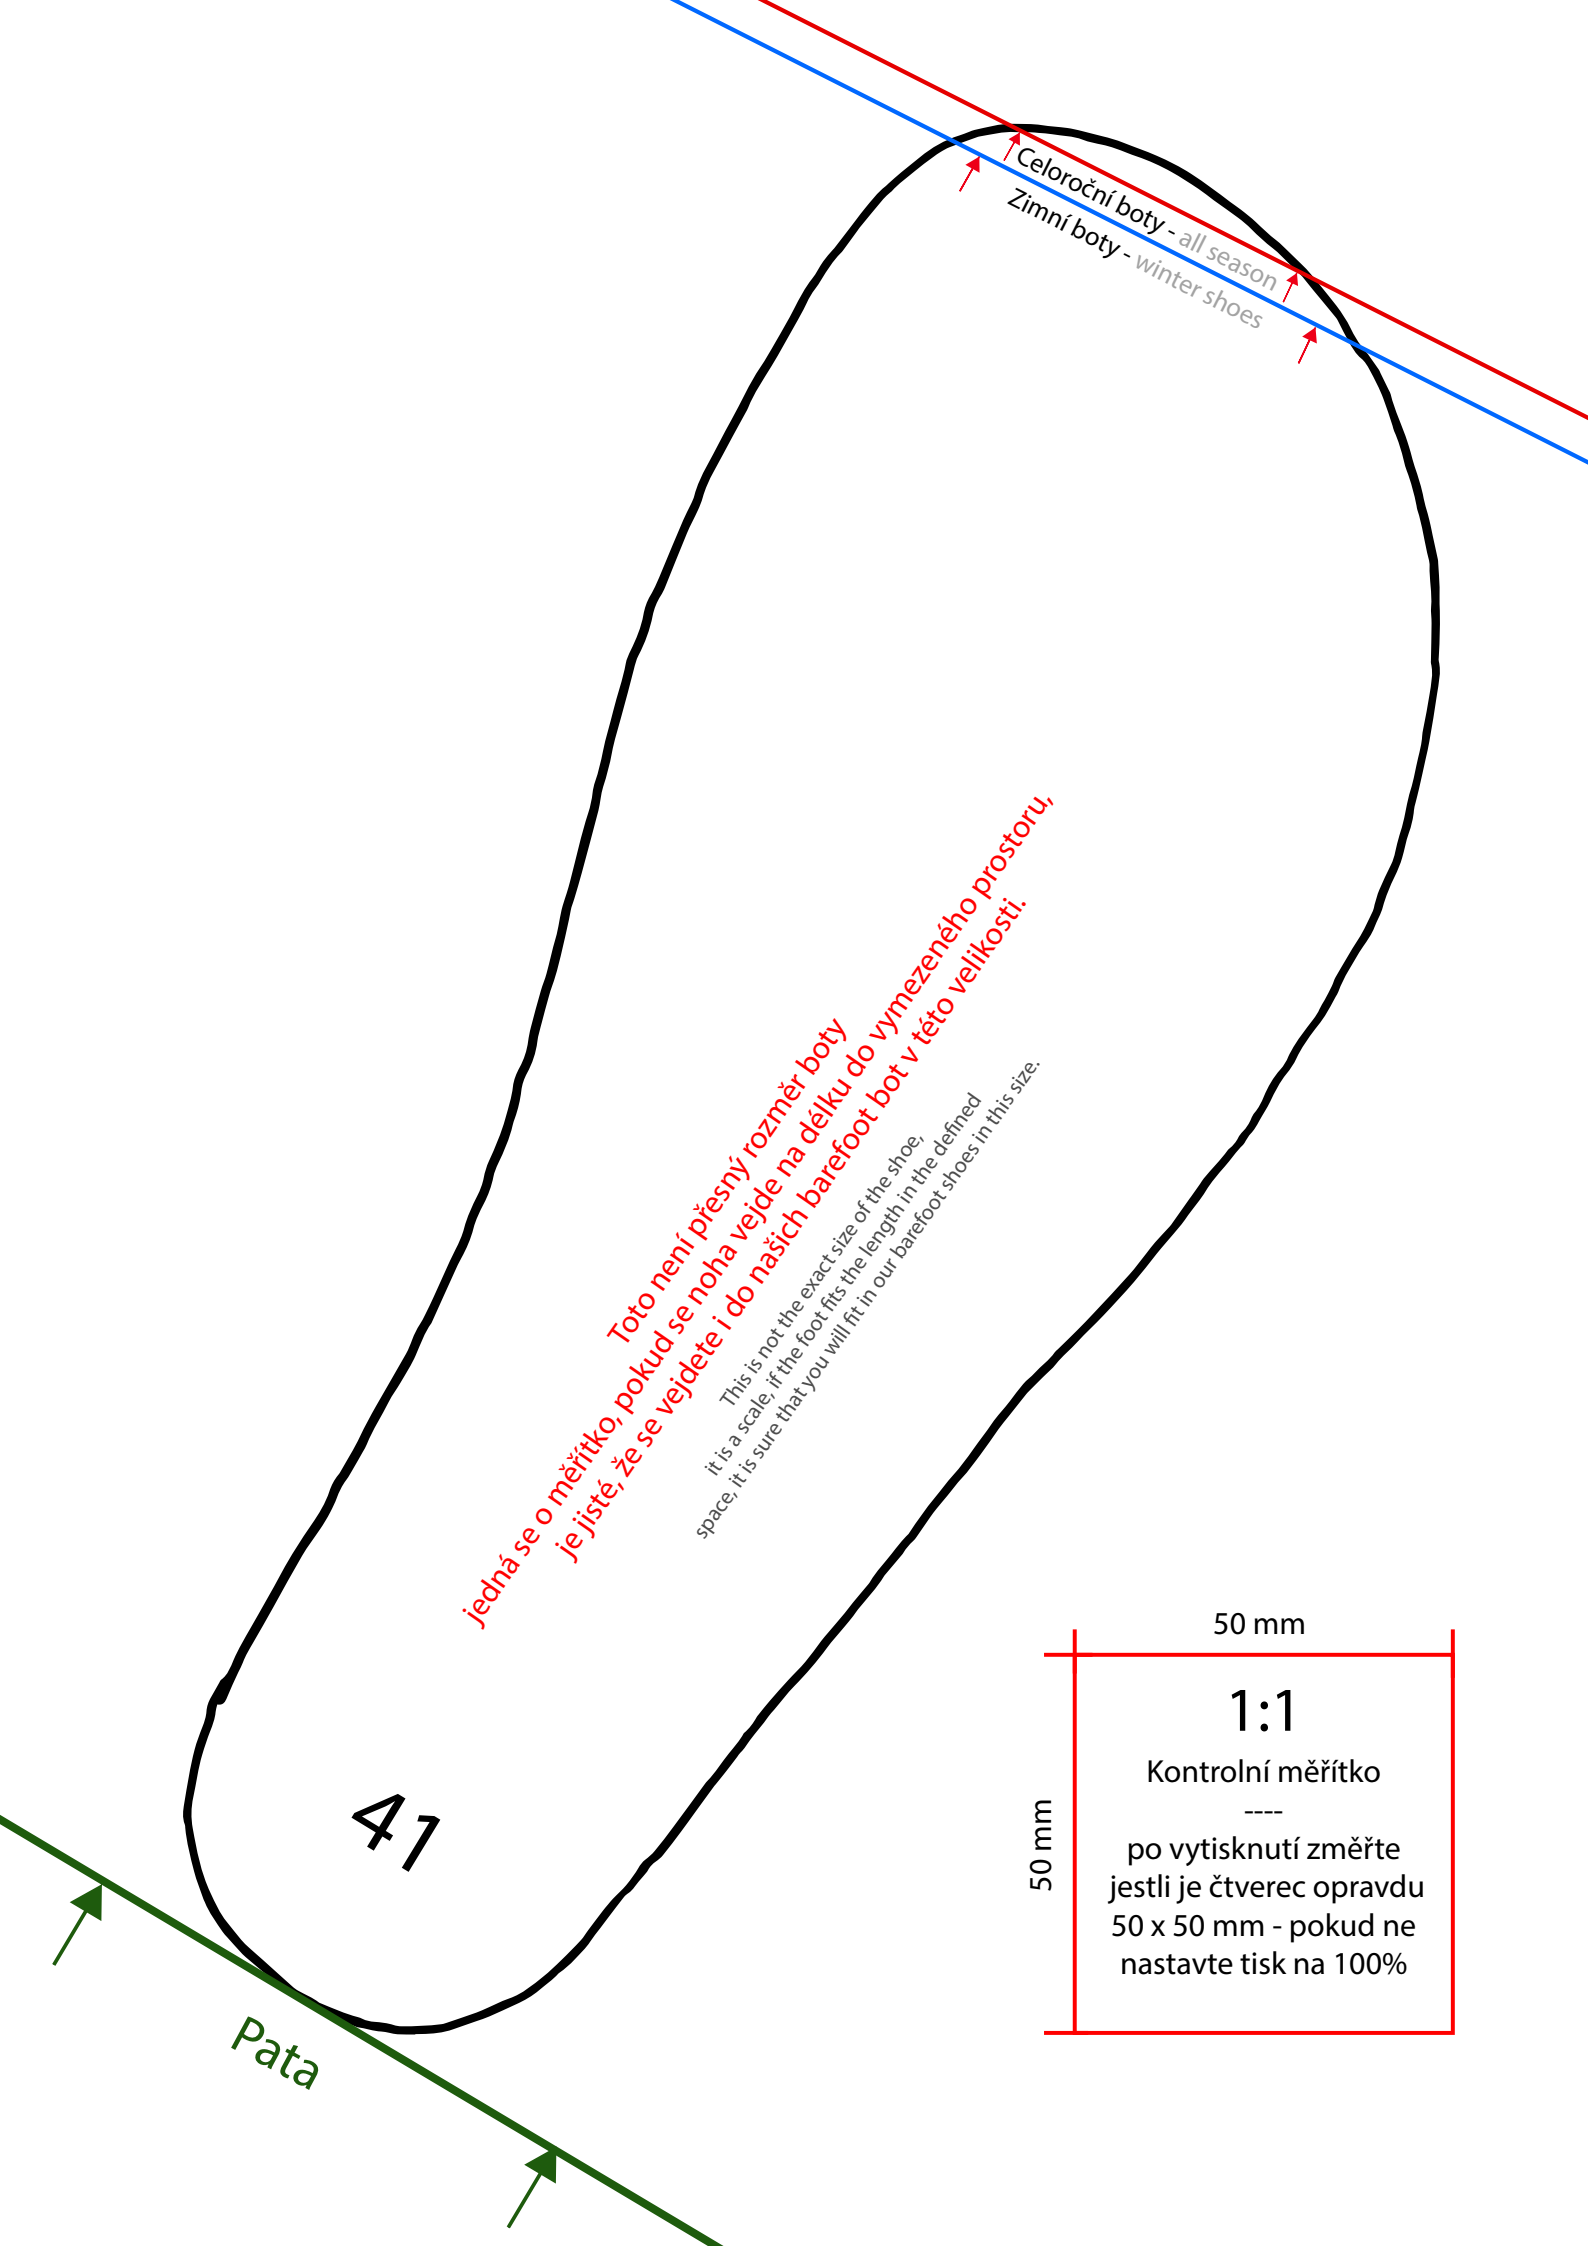 Celoroční boty - all season
Zimní boty - winter shoes
Toto není přesný rozměr boty
jedná se o měřítko, pokud se noha vejde na délku do vymezeného prostoru,
je jisté, že se vejdete i do našich barefoot bot v této velikosti.
This is not the exact size of the shoe,
it is a scale, if the foot fits the length in the defined
space, it is sure that you will fit in our barefoot shoes in this size.
50 mm
50 mm
1:1
Kontrolní měřítko
----
po vytisknutí změřte
jestli je čtverec opravdu
50 x 50 mm - pokud ne
nastavte tisk na 100%
41
Pata